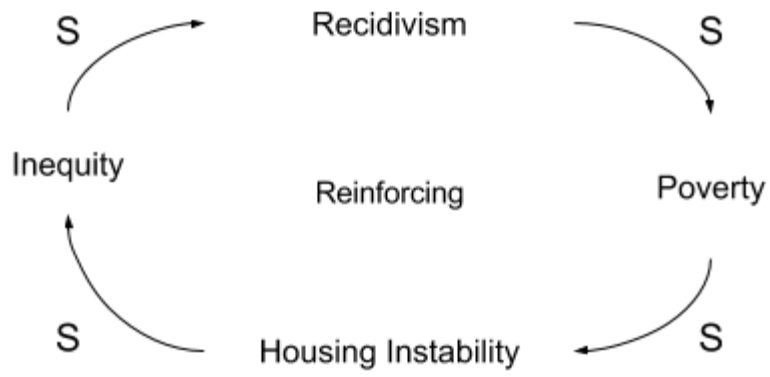 S
Recidivism
S
Inequity
Reinforcing
Poverty
S
Housing Instability
S